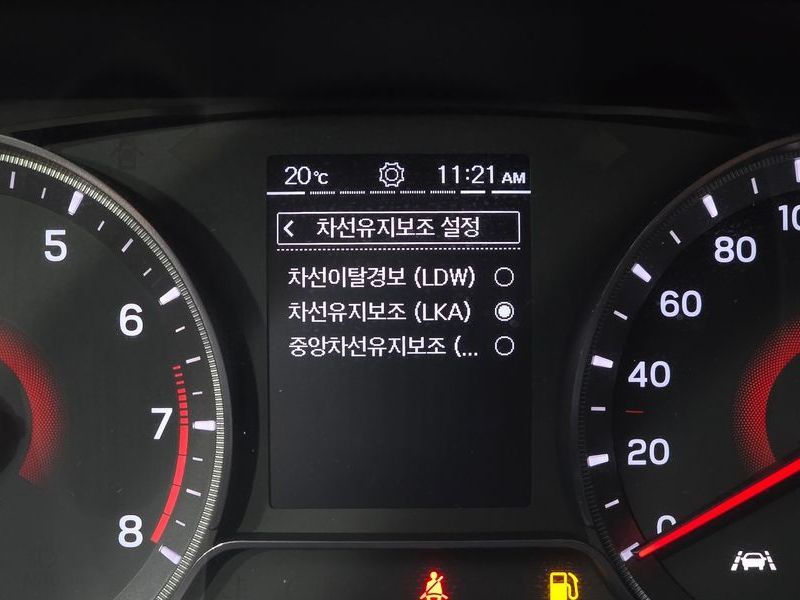 20°C 11:21 AM
< 차선유지보조 설정
차선이탈경보 (LDW)
차선유지보조 (LKA)
중앙차선유지보조 (...
5
6
7
8
100
80
60
40
20
0